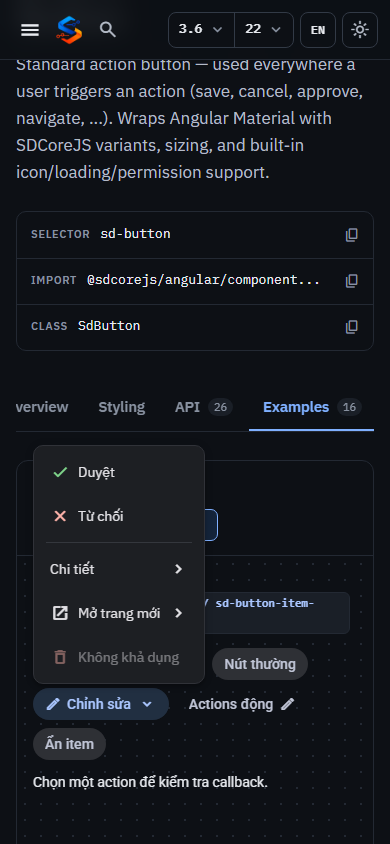 3.6
22
EN
Standard action button — used everywhere a
user triggers an action (save, cancel, approve,
navigate, …). Wraps Angular Material with
SDCoreJS variants, sizing, and built-in
icon/loading/permission support.
SELECTOR sd-button
IMPORT @sdcorejs/angular/component...
CLASS SdButton
verview
Styling
API 26
Examples 16
Duyệt
Từ chối
Chi tiết
Mở trang mới
Không khả dụng
/ sd-button-item-
Nút thường
Chỉnh sửa
Actions động
Ẩn item
Chọn một action để kiểm tra callback.